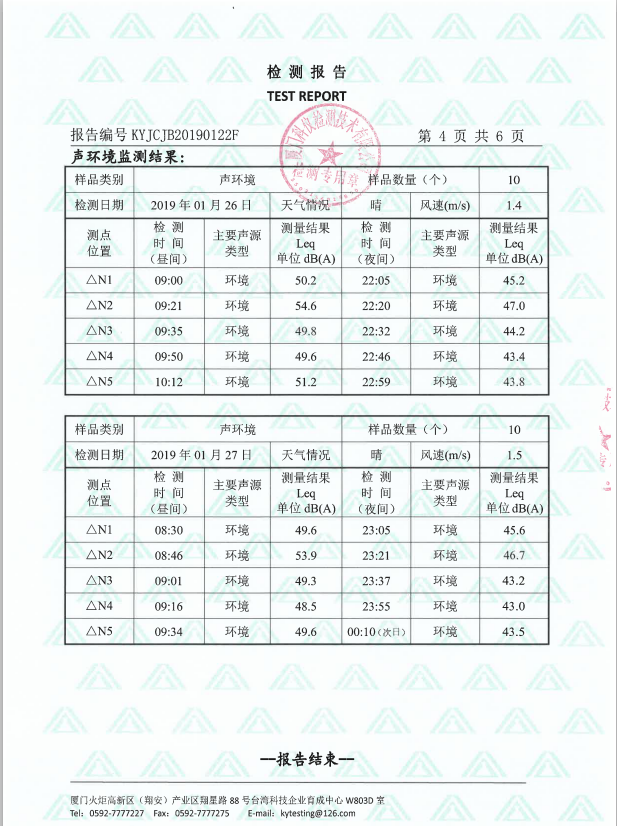 检 测 报 告
TEST REPORT
报告编号 KYJCJB20190122F
第 4 页 共 6 页
声环境监测结果：
样品类别 声环境 样品数量（个） 10
检测日期 2019 年 01 月 26 日 天气情况 晴 风速(m/s) 1.4
测点位置 检测时间（昼间） 主要声源类型 测量结果 Leq 单位 dB(A) 检测时间（夜间） 主要声源类型 测量结果 Leq 单位 dB(A)
△N1 09:00 环境 50.2 22:05 环境 45.2
△N2 09:21 环境 54.6 22:20 环境 47.0
△N3 09:35 环境 49.8 22:32 环境 44.2
△N4 09:50 环境 49.6 22:46 环境 43.4
△N5 10:12 环境 51.2 22:59 环境 43.8
样品类别 声环境 样品数量（个） 10
检测日期 2019 年 01 月 27 日 天气情况 晴 风速(m/s) 1.5
测点位置 检测时间（昼间） 主要声源类型 测量结果 Leq 单位 dB(A) 检测时间（夜间） 主要声源类型 测量结果 Leq 单位 dB(A)
△N1 08:30 环境 49.6 23:05 环境 45.6
△N2 08:46 环境 53.9 23:21 环境 46.7
△N3 09:01 环境 49.3 23:37 环境 43.2
△N4 09:16 环境 48.5 23:55 环境 43.0
△N5 09:34 环境 49.6 00:10（次日） 环境 43.5
—报告结束—
厦门火炬高新区（翔安）产业区翔星路 88 号台湾科技企业育成中心 W803D 室
Tel: 0592-7777227 Fax: 0592-7777275 E-mail: kytesting@126.com
厦门科仪检测技术有限公司
检测专用章